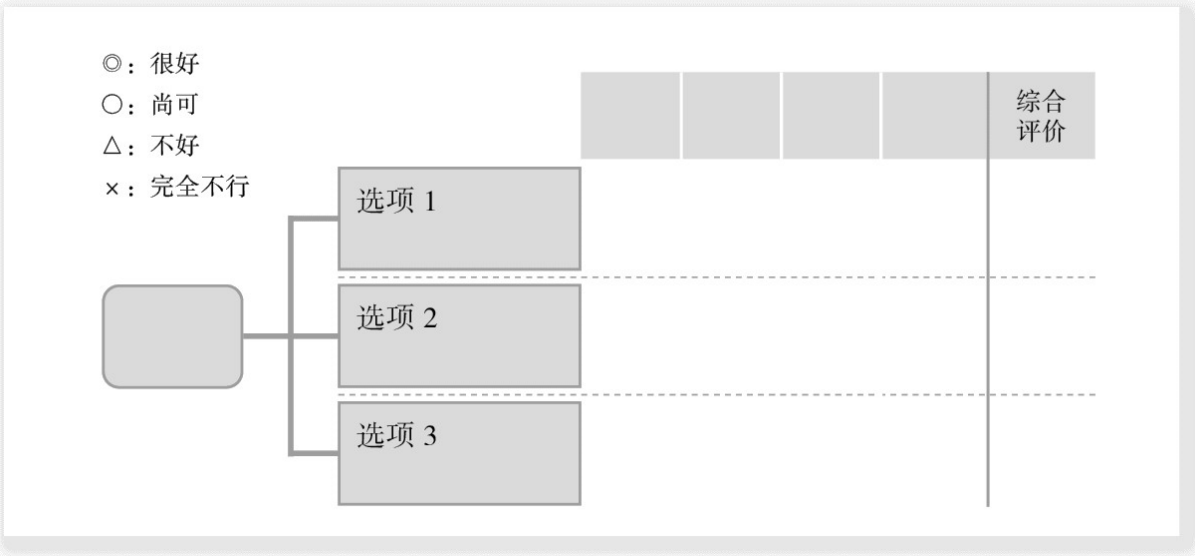 ◎：很好
○：尚可
△：不好
×：完全不行
综合
评价
选项 1
选项 2
选项 3